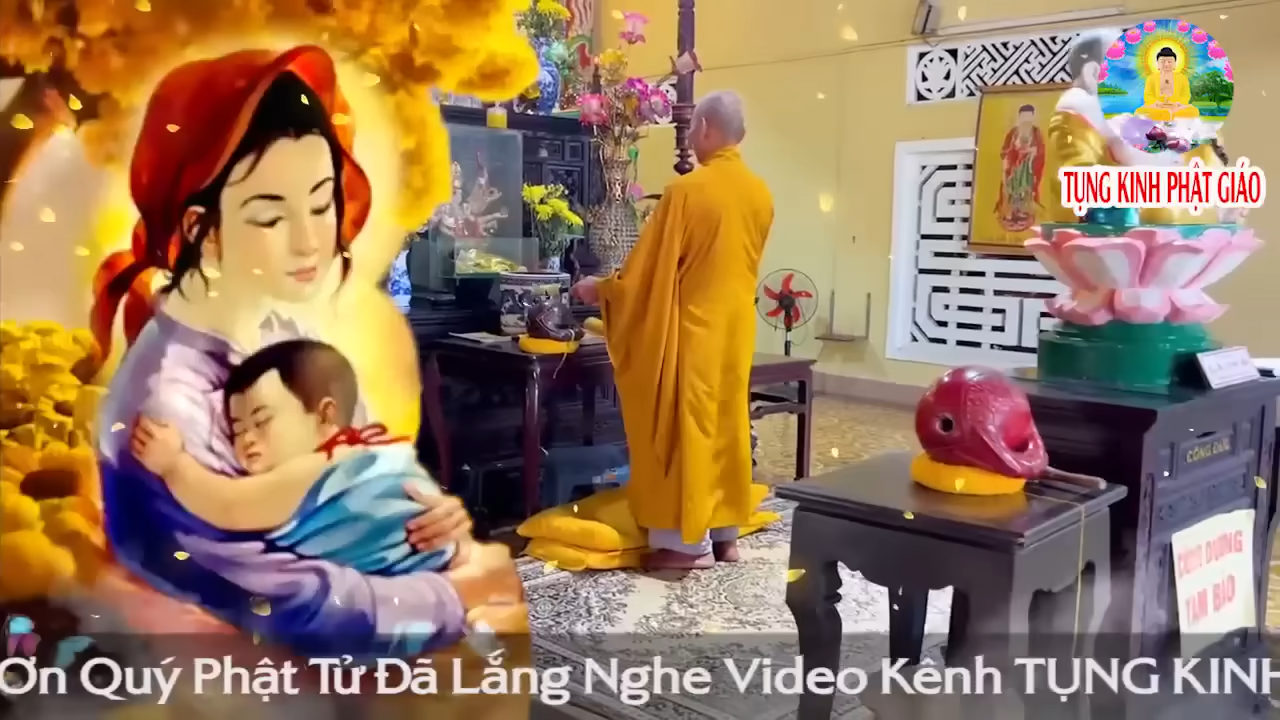 TỤNG KINH PHẬT GIÁO
CÔNG ĐỨC
CÚNG DƯỜNG
TAM BẢO
Ơn Quý Phật Tử Đã Lắng Nghe Video Kênh TỤNG KINH